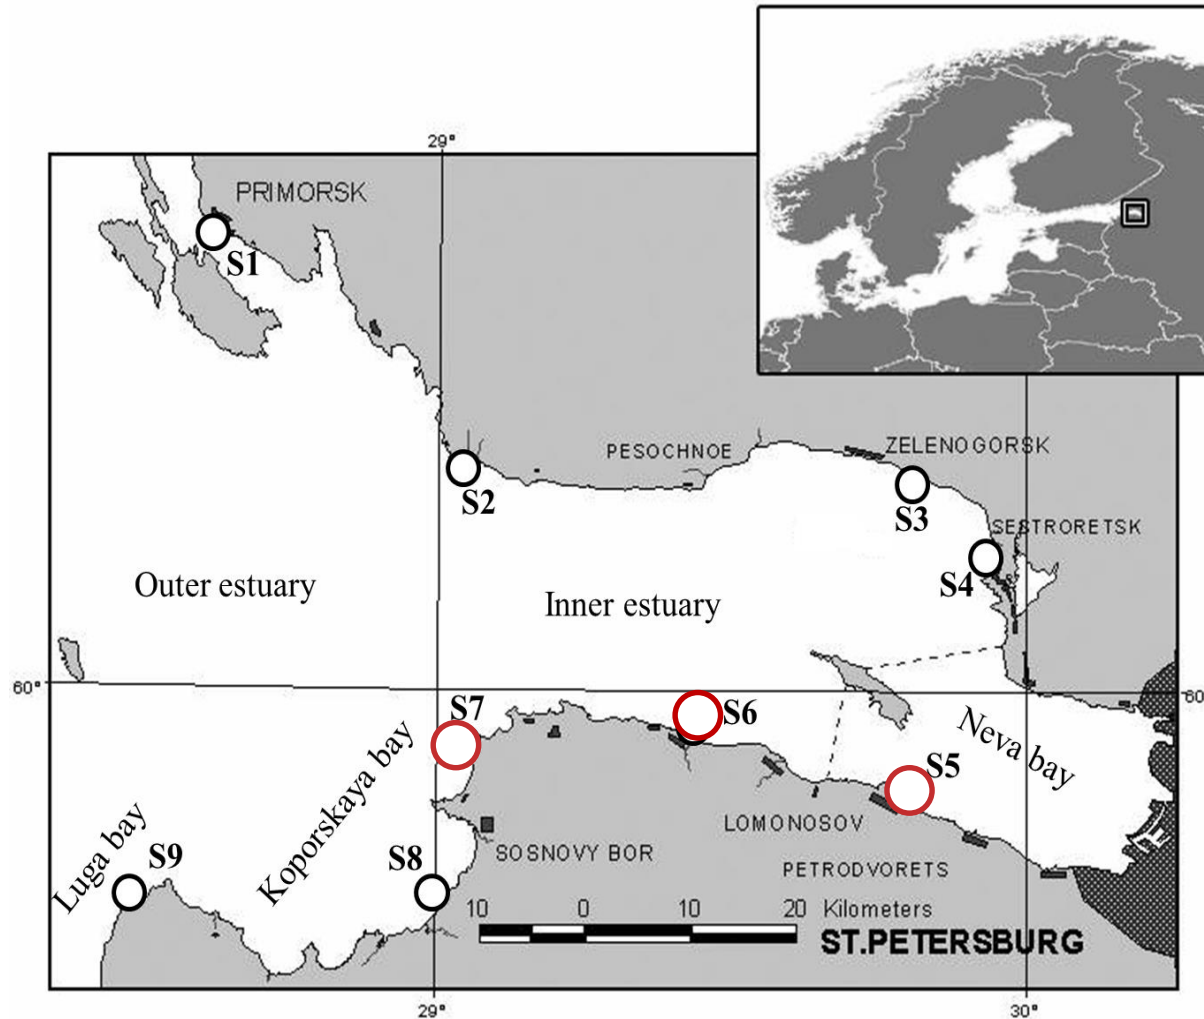 29°
PRIMORSK
S1
PESOCHNOE
ZELENOGORSK
S2
S3
SESTRORETSK
S4
Outer estuary
Inner estuary
60°
60
S7
S6
Neva bay
S5
Koporskaya bay
LOMONOSOV
Luga bay
S9
S8
SOSNOVY BOR
PETRODVORETS
10 0 10 20 Kilometers
ST.PETERSBURG
29°
30°